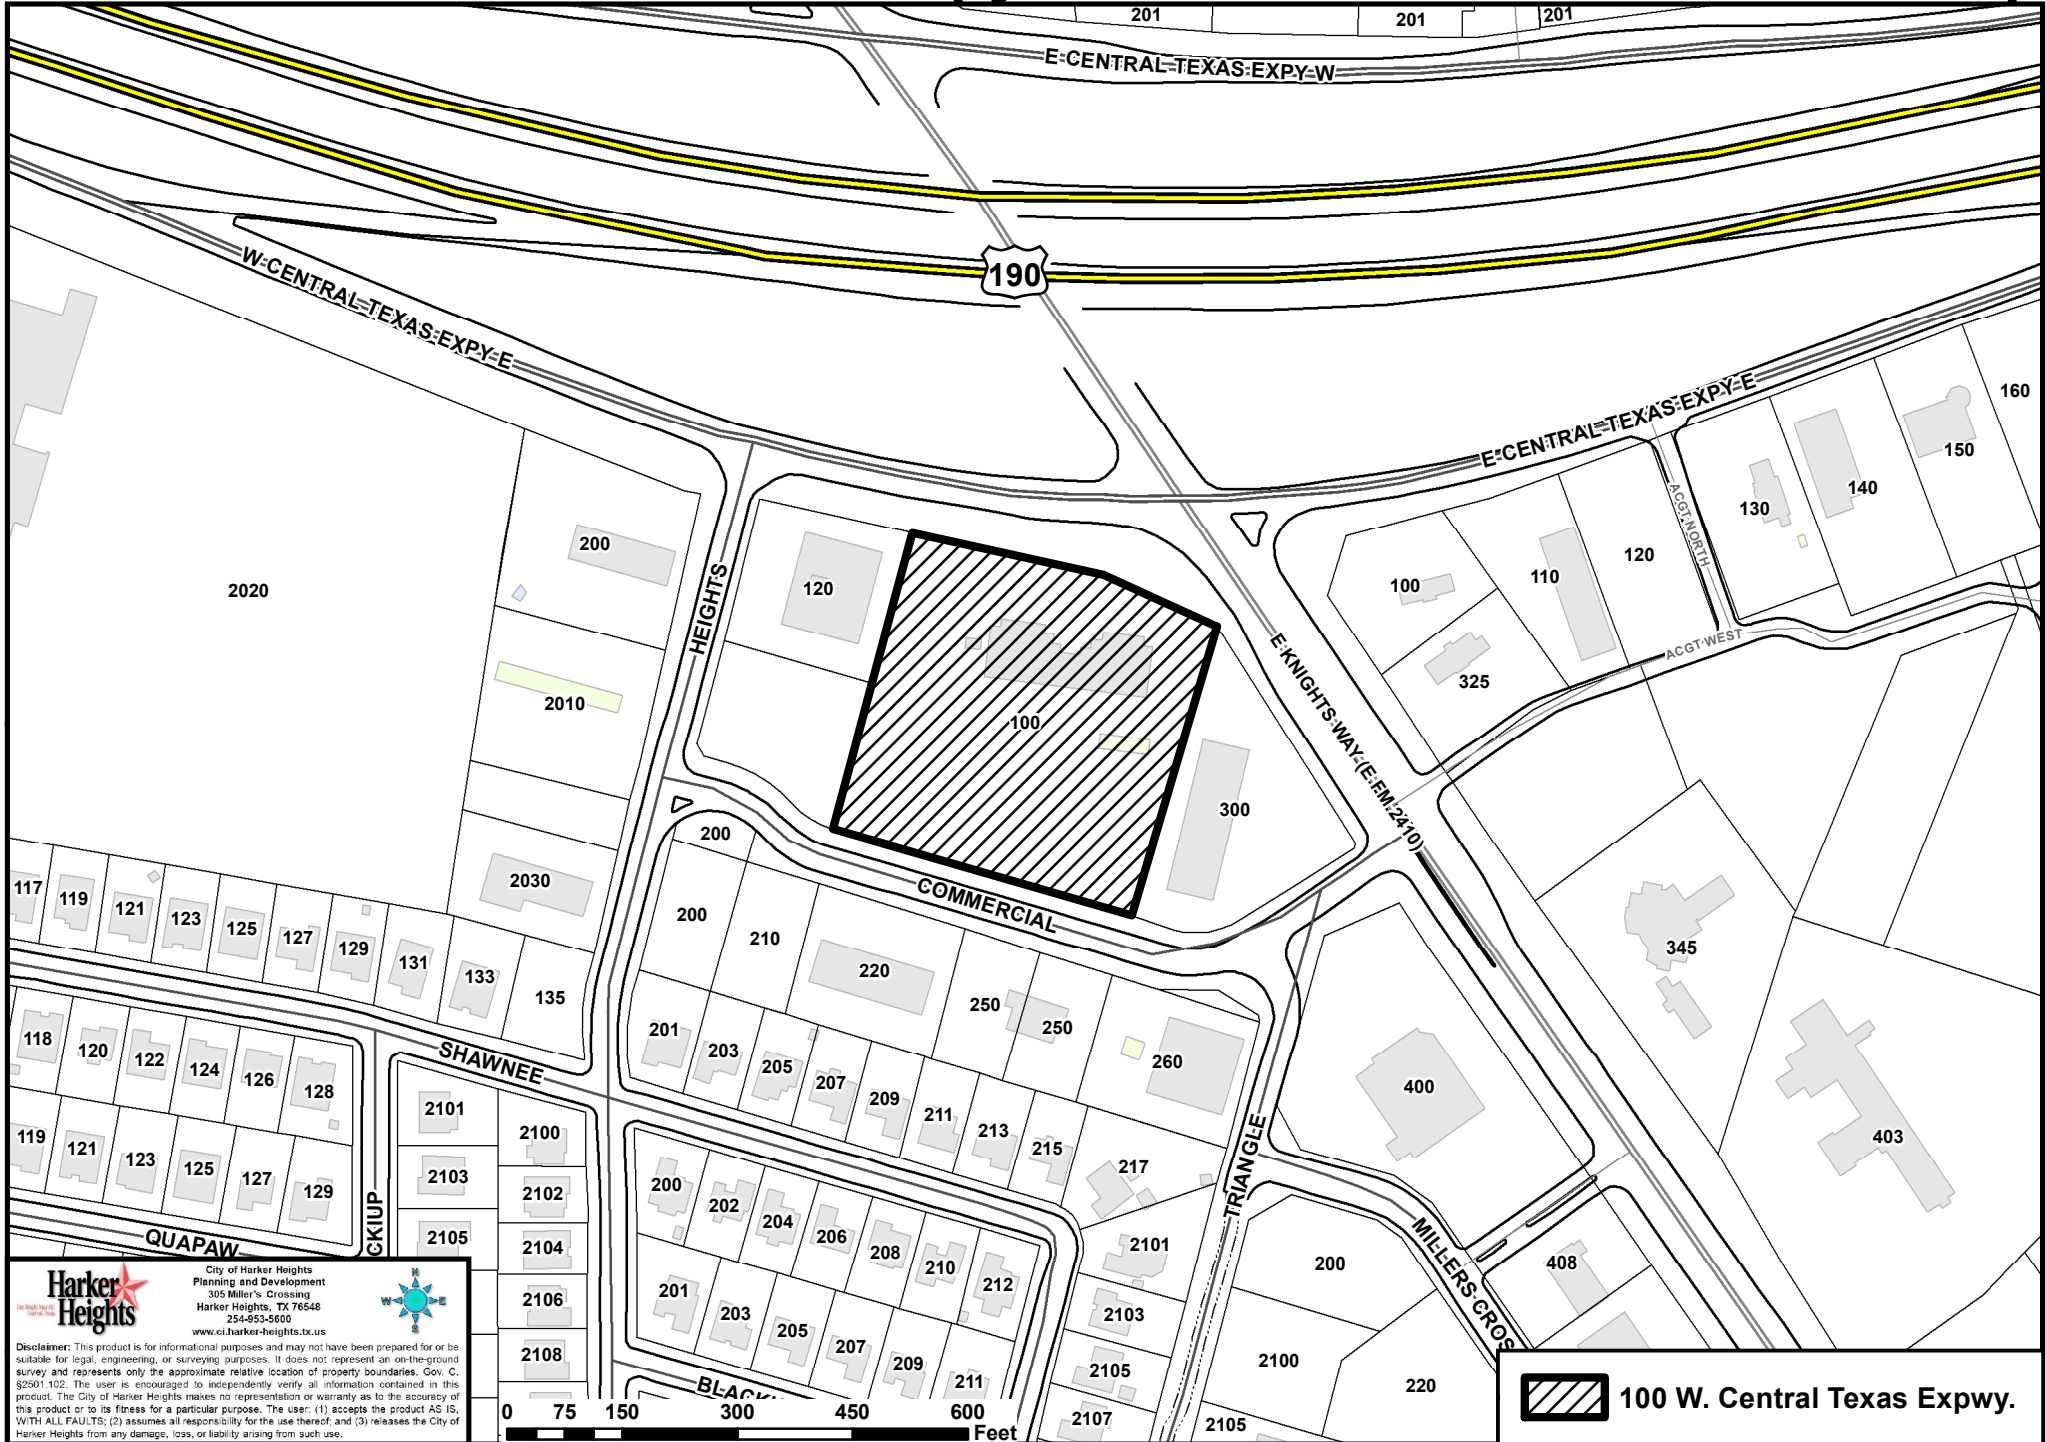 201
201
201
E CENTRAL TEXAS EXPY W
190
W CENTRAL TEXAS EXPY E
E CENTRAL TEXAS EXPY E
160
150
140
130
ACGT NORTH
120
110
100
325
ACGT WEST
200
2020
2010
2030
HEIGHTS
120
100
300
E KNIGHTS WAY (E FM 2410)
COMMERCIAL
200
200
210
220
250
250
260
345
403
400
117
119
121
123
125
127
129
131
133
135
118
120
122
124
126
128
SHAWNEE
201
203
205
207
209
211
213
215
217
119
121
123
125
127
129
QUAPAW
CKIUP
2101
2103
2105
2100
2102
2104
2106
2108
200
202
204
206
208
210
212
201
203
205
207
209
211
TRIANGLE
2101
2103
2105
2107
200
2100
220
2105
MILLERS CROS
408
Harker
Heights
City of Harker Heights
Planning and Development
305 Miller's Crossing
Harker Heights, TX 76548
254-953-5600
www.ci.harker-heights.tx.us
N
W
E
S
Disclaimer: This product is for informational purposes and may not have been prepared for or be
suitable for legal, engineering, or surveying purposes. It does not represent an on-the-ground
survey and represents only the approximate relative location of property boundaries. Gov. C.
§2501.102. The user is encouraged to independently verify all information contained in this
product. The City of Harker Heights makes no representation or warranty as to the accuracy of
this product or to its fitness for a particular purpose. The user: (1) accepts the product AS IS,
WITH ALL FAULTS; (2) assumes all responsibility for the use thereof; and (3) releases the City of
Harker Heights from any damage, loss, or liability arising from such use.
0 75 150 300 450 600
Feet
100 W. Central Texas Expwy.